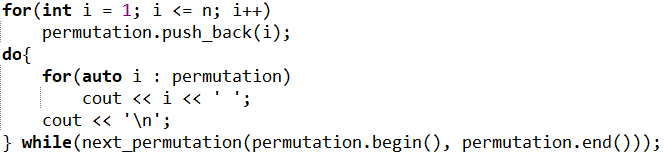 for(int i = 1; i <= n; i++)
    permutation.push_back(i);
do{
    for(auto i : permutation)
        cout << i << ' ';
    cout << '\n';
} while(next_permutation(permutation.begin(), permutation.end()));